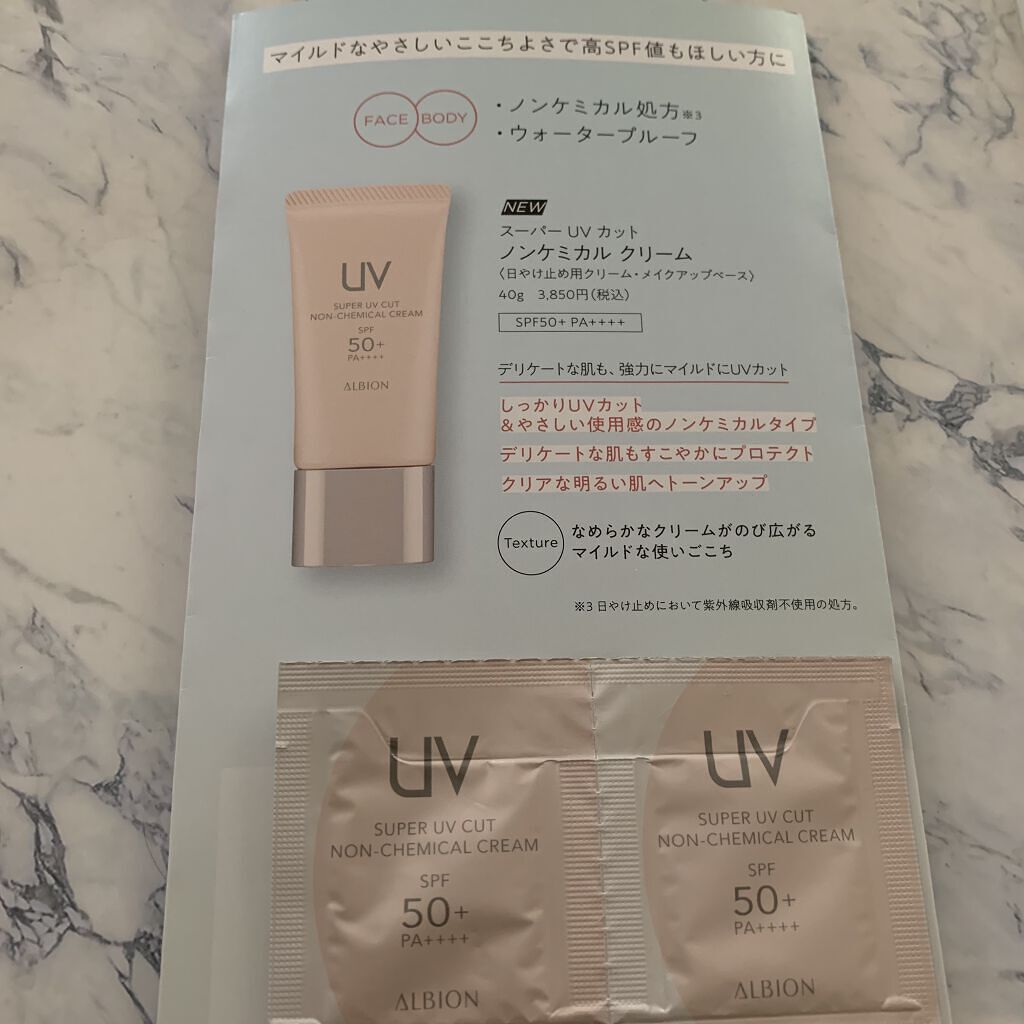 マイルドなやさしいここちよさで高SPF値もほしい方に
FACE BODY
・ノンケミカル処方※3
・ウォータープルーフ
NEW
スーパー UV カット
ノンケミカル クリーム
〈日やけ止め用クリーム・メイクアップベース〉
40g 3,850円(税込)
SPF50+ PA++++
デリケートな肌も、強力にマイルドにUVカット
しっかりUVカット
&やさしい使用感のノンケミカルタイプ
デリケートな肌もすこやかにプロテクト
クリアな明るい肌へトーンアップ
Texture
なめらかなクリームがのび広がる
マイルドな使いごこち
※3 日やけ止めにおいて紫外線吸収剤不使用の処方。
UV
SUPER UV CUT
NON-CHEMICAL CREAM
SPF
50+
PA++++
ALBION
UV
SUPER UV CUT
NON-CHEMICAL CREAM
SPF
50+
PA++++
ALBION
UV
SUPER UV CUT
NON-CHEMICAL CREAM
SPF
50+
PA++++
ALBION